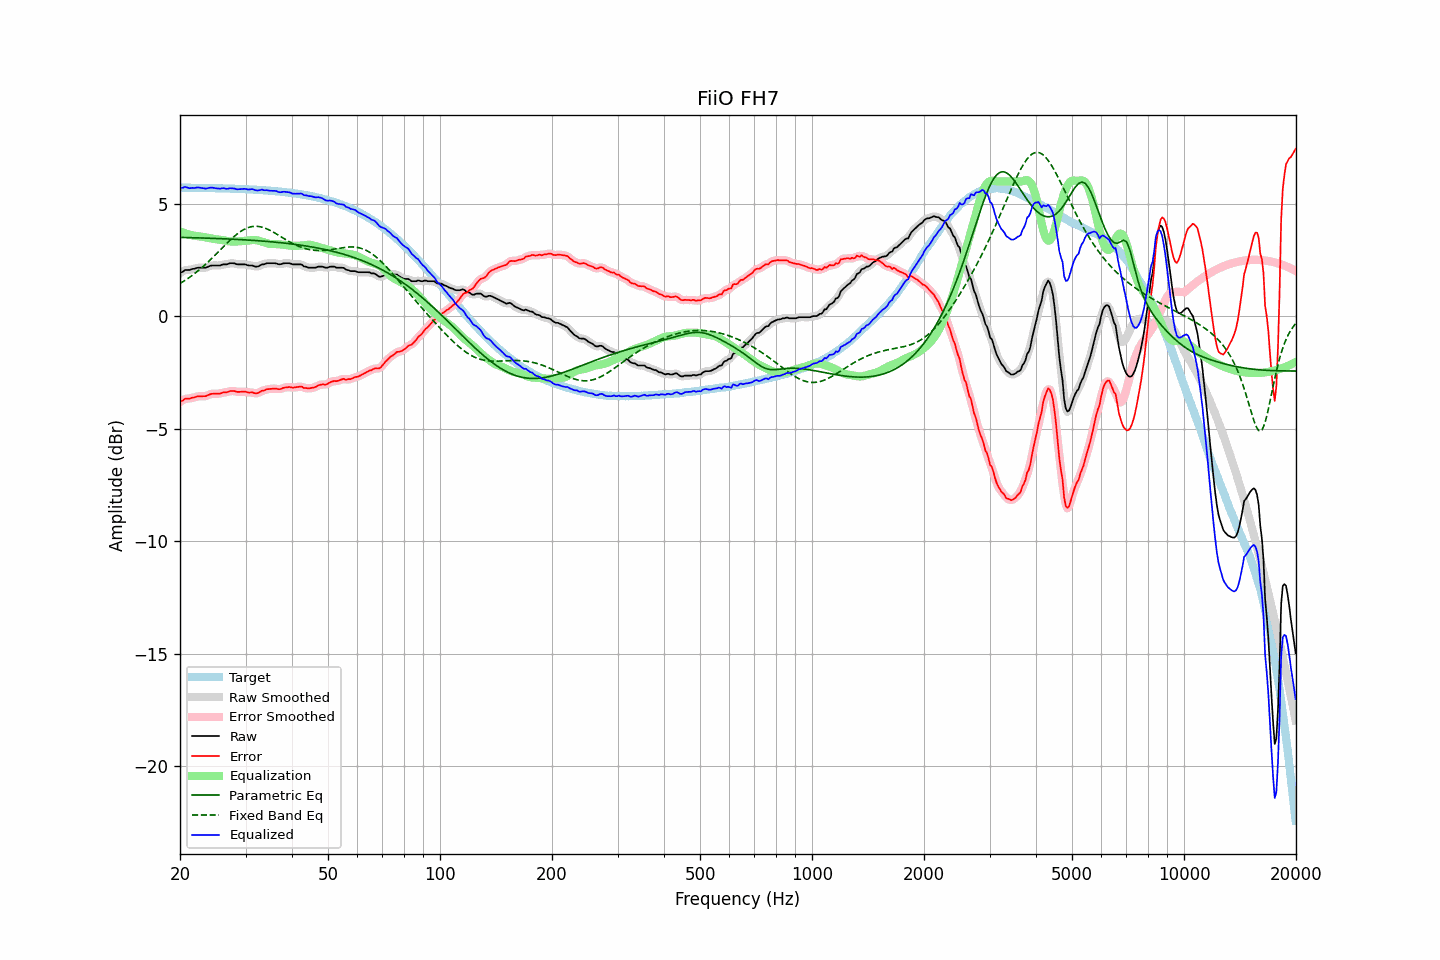 FiiO FH7
Amplitude (dBr)
5
0
−5
−10
−15
−20
Target
Raw Smoothed
Error Smoothed
Raw
Error
Equalization
Parametric Eq
Fixed Band Eq
Equalized
20 50 100 200 500 1000 2000 5000 10000 20000
Frequency (Hz)